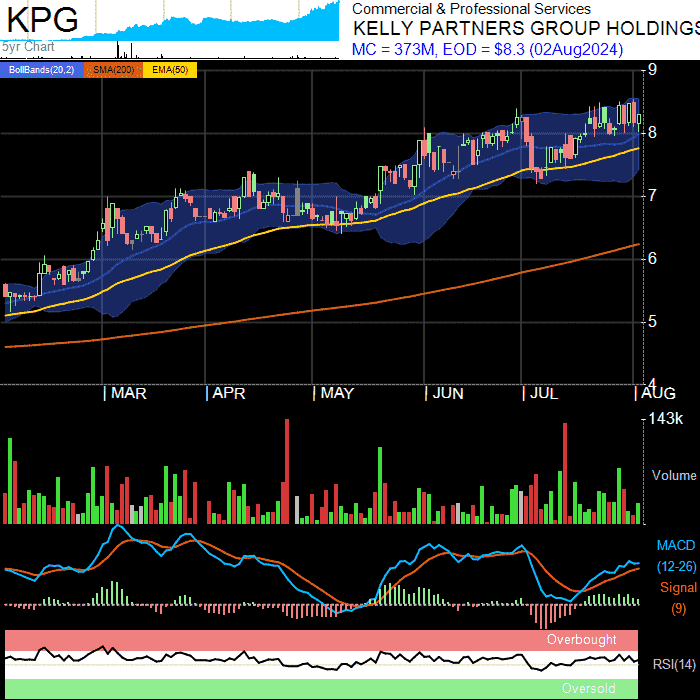 KPG
5yr Chart
Commercial & Professional Services
KELLY PARTNERS GROUP HOLDINGS
MC = 373M, EOD = $8.3 (02Aug2024)
BollBands(20,2) SMA(200) EMA(50)
9
8
7
6
5
4
MAR APR MAY JUN JUL AUG
143k
Volume
MACD
(12-26)
Signal
(9)
Overbought
RSI(14)
Oversold